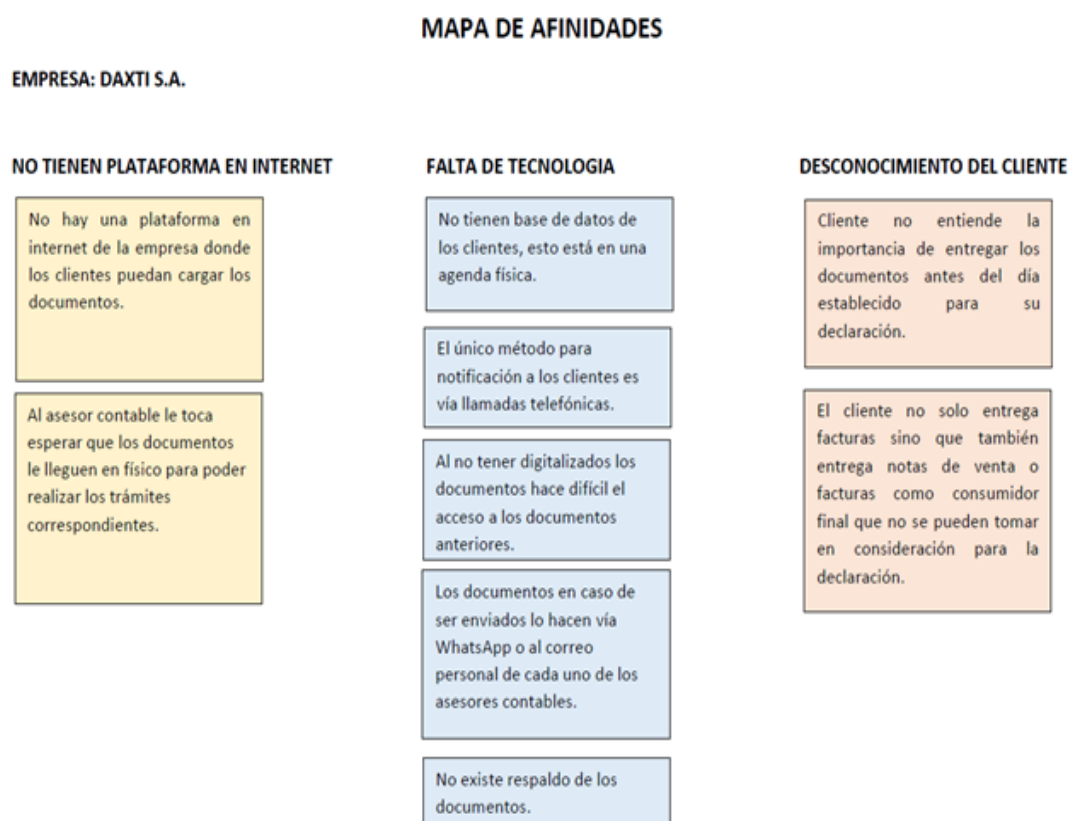 MAPA DE AFINIDADES
EMPRESA: DAXTI S.A.
NO TIENEN PLATAFORMA EN INTERNET
No hay una plataforma en
internet de la empresa donde
los clientes puedan cargar los
documentos.
Al asesor contable le toca
esperar que los documentos
le lleguen en físico para poder
realizar los trámites
correspondientes.
FALTA DE TECNOLOGIA
No tienen base de datos de
los clientes, esto está en una
agenda física.
El único método para
notificación a los clientes es
vía llamadas telefónicas.
Al no tener digitalizados los
documentos hace difícil el
acceso a los documentos
anteriores.
Los documentos en caso de
ser enviados lo hacen vía
WhatsApp o al correo
personal de cada uno de los
asesores contables.
No existe respaldo de los
documentos.
DESCONOCIMIENTO DEL CLIENTE
Cliente no entiende la
importancia de entregar los
documentos antes del día
establecido para su
declaración.
El cliente no solo entrega
facturas sino que también
entrega notas de venta o
facturas como consumidor
final que no se pueden tomar
en consideración para la
declaración.